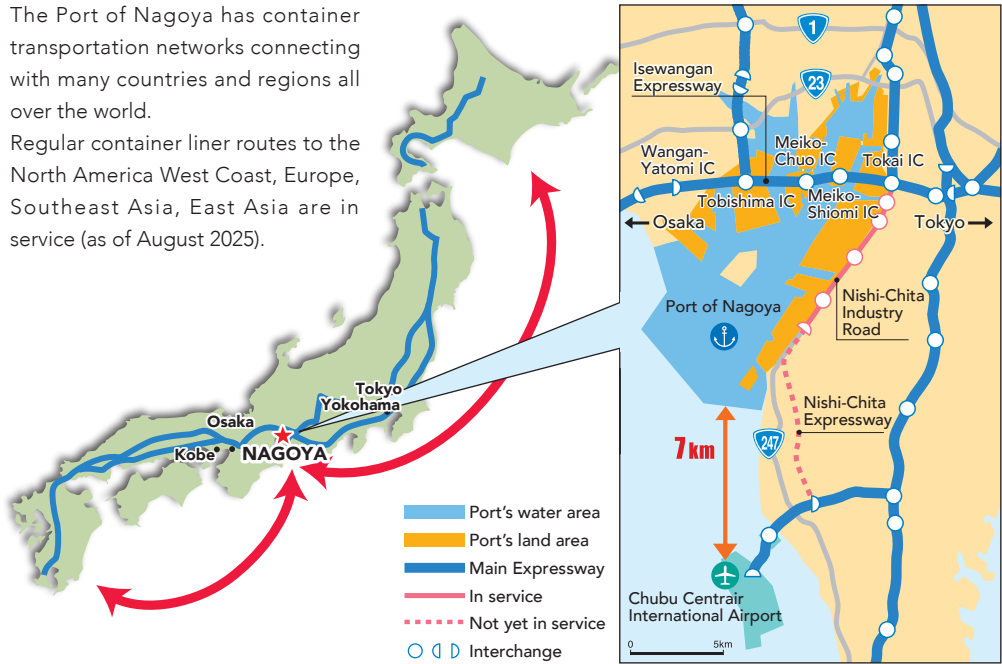 The Port of Nagoya has container
transportation networks connecting
with many countries and regions all
over the world.
Regular container liner routes to the
North America West Coast, Europe,
Southeast Asia, East Asia are in
service (as of August 2025).
Tokyo
Yokohama
Osaka
Kobe
NAGOYA
Port's water area
Port's land area
Main Expressway
In service
Not yet in service
Interchange
1
23
Isewangan
Expressway
Wangan-
Yatomi IC
Meiko-
Chuo IC
Tokai IC
Tobishima IC
Meiko-
Shiomi IC
Osaka
Tokyo
Port of Nagoya
Nishi-Chita
Industry
Road
Nishi-Chita
Expressway
247
7 km
Chubu Centrair
International Airport
0
5km